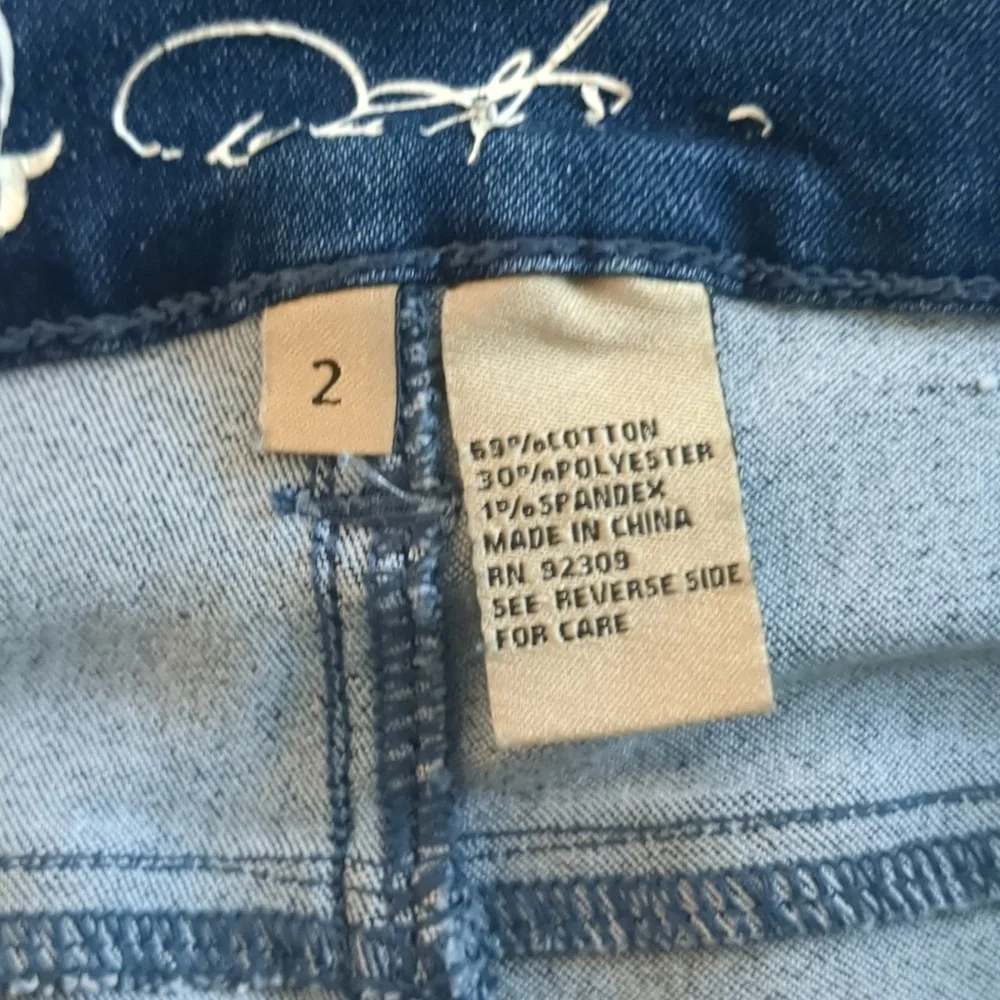 2
69%COTTON
30%POLYESTER
1%SPANDEX
MADE IN CHINA
RN 92309
SEE REVERSE SIDE
FOR CARE